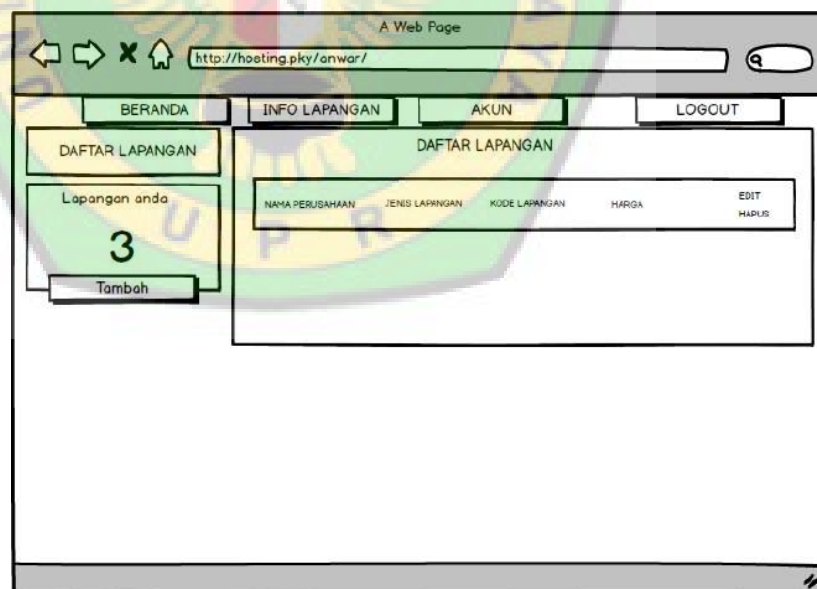 A Web Page
http://hosting.pky/anwar/
BERANDA INFO LAPANGAN AKUN LOGOUT
DAFTAR LAPANGAN
Lapangan anda
3
Tambah
DAFTAR LAPANGAN
NAMA PERUSAHAAN JENIS LAPANGAN KODE LAPANGAN HARGA EDIT
HAPUS
U P R